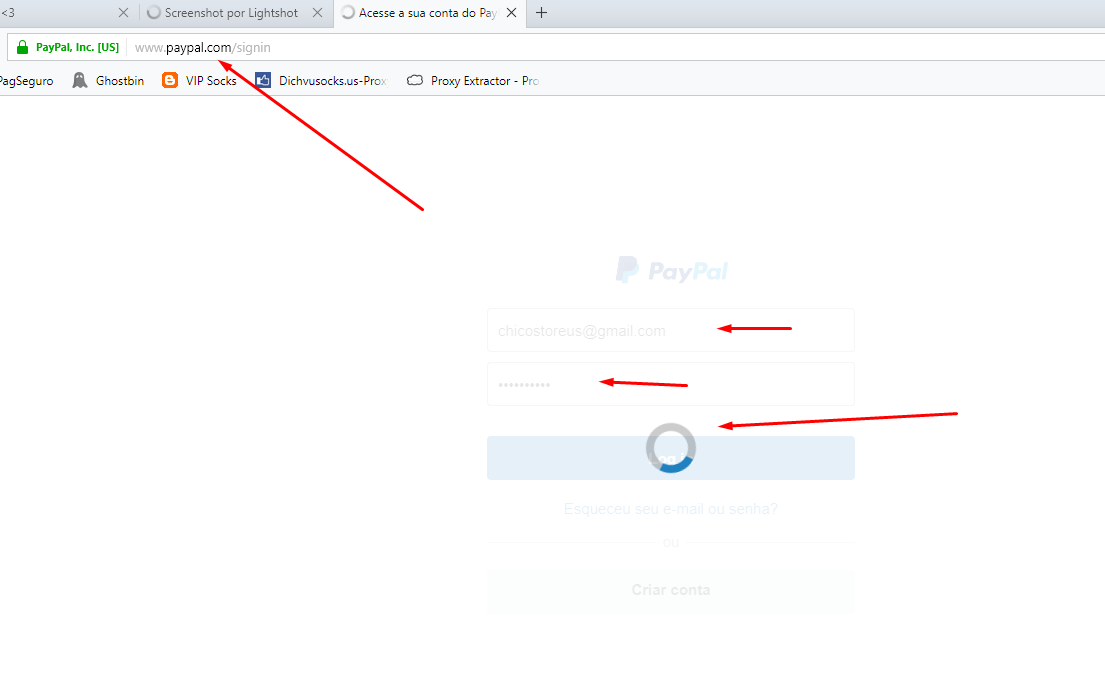 <3 Screenshot por Lightshot Acesse a sua conta do Pay
PayPal, Inc. [US] www.paypal.com/signin
PagSeguro Ghostbin VIP Socks Dichvusocks.us-Prox Proxy Extractor - Pro
PayPal
chicostoreus@gmail.com
Esqueceu seu e-mail ou senha?
ou
Criar conta